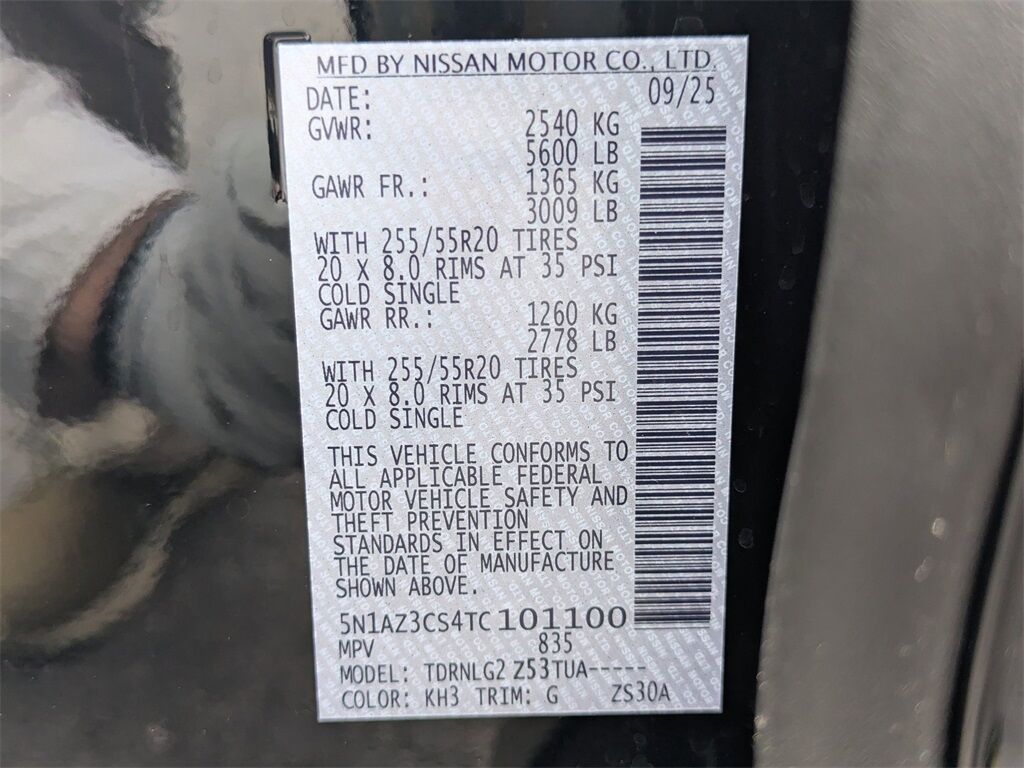 MFD BY NISSAN MOTOR CO., LTD.
DATE: 09/25
GVWR: 2540 KG
5600 LB
GAWR FR.: 1365 KG
3009 LB
WITH 255/55R20 TIRES
20 X 8.0 RIMS AT 35 PSI
COLD SINGLE
GAWR RR.: 1260 KG
2778 LB
WITH 255/55R20 TIRES
20 X 8.0 RIMS AT 35 PSI
COLD SINGLE
THIS VEHICLE CONFORMS TO
ALL APPLICABLE FEDERAL
MOTOR VEHICLE SAFETY AND
THEFT PREVENTION
STANDARDS IN EFFECT ON
THE DATE OF MANUFACTURE
SHOWN ABOVE.
5N1AZ3CS4TC 101100
MPV 835
MODEL: TDRNLG2 Z53TUA-----
COLOR: KH3 TRIM: G ZS30A